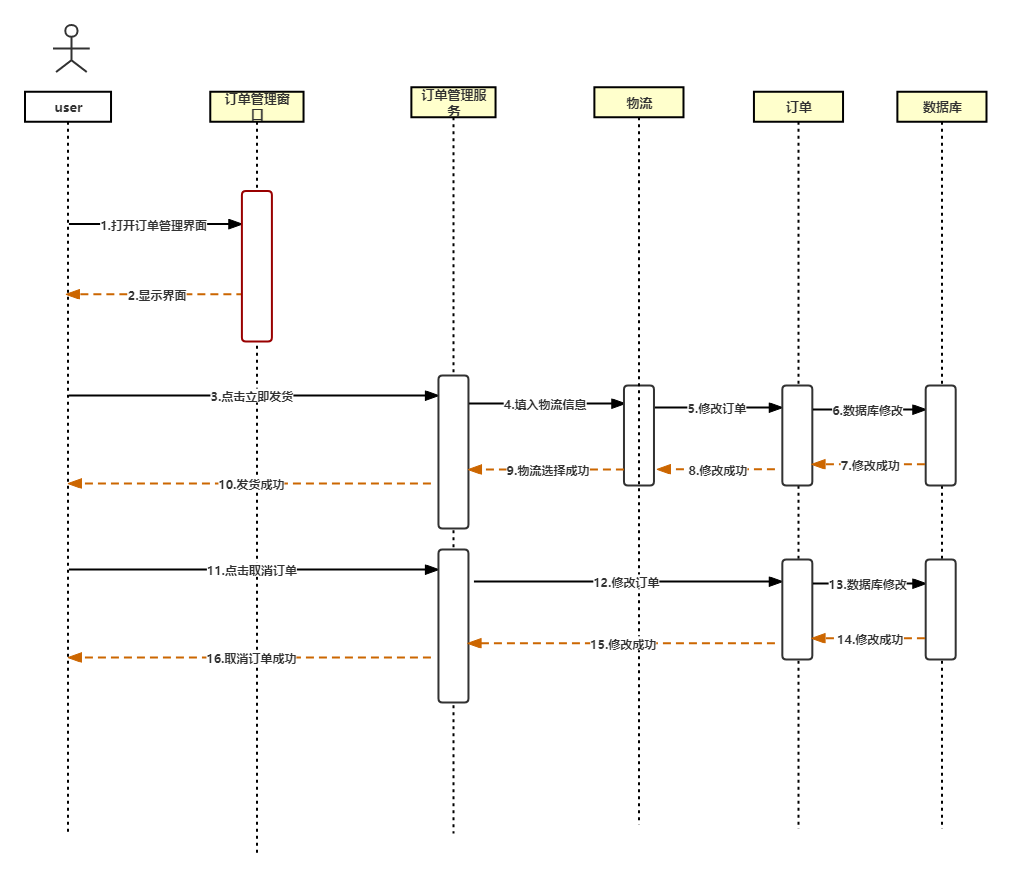 user
订单管理窗
口
订单管理服
务
物流
订单
数据库
1.打开订单管理界面
2.显示界面
3.点击立即发货
4.填入物流信息
5.修改订单
6.数据库修改
7.修改成功
8.修改成功
9.物流选择成功
10.发货成功
11.点击取消订单
12.修改订单
13.数据库修改
14.修改成功
15.修改成功
16.取消订单成功